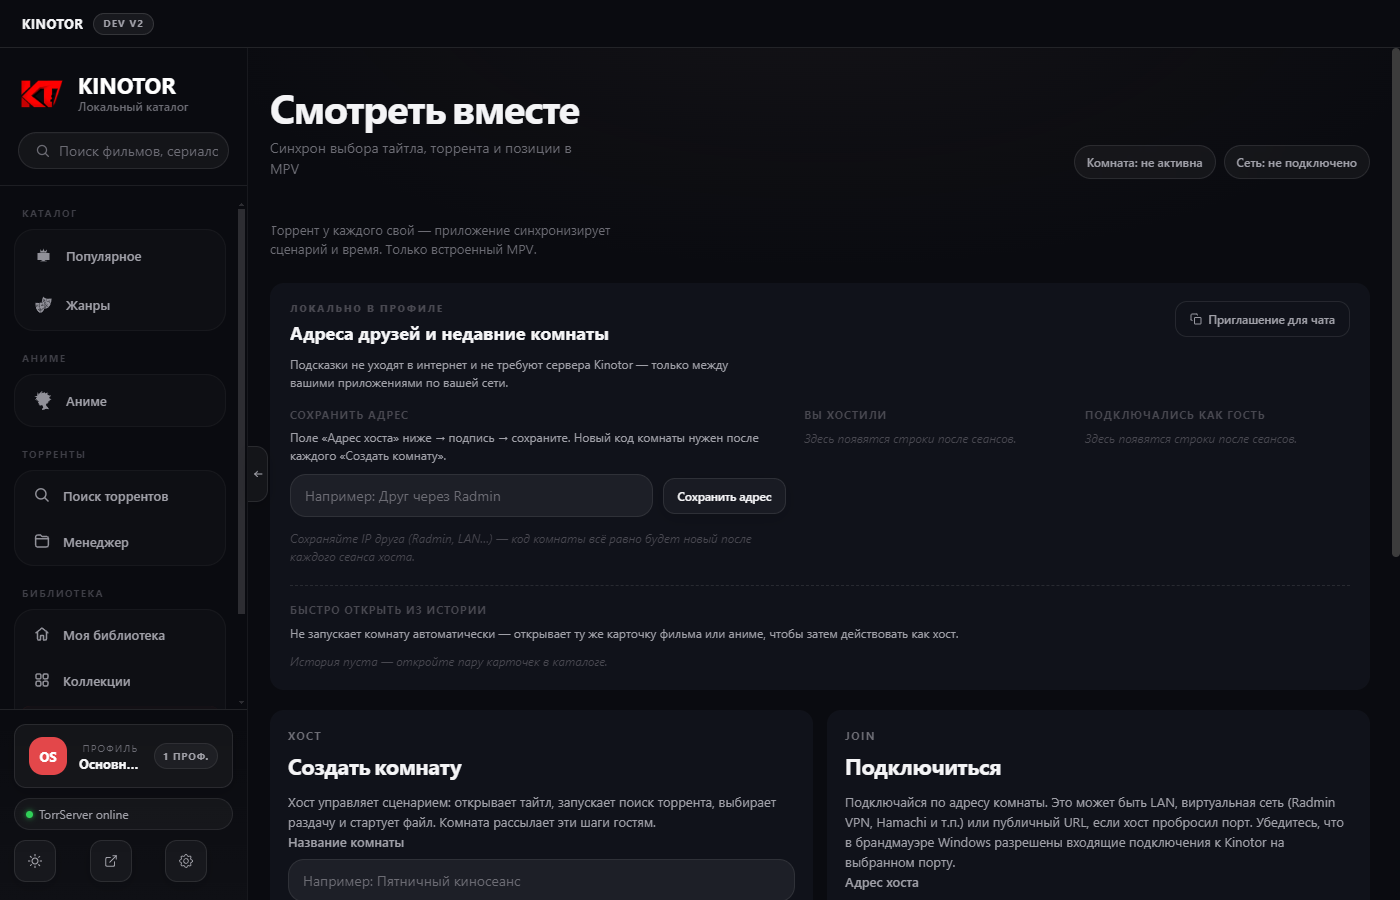 KINOTOR DEV V2
KINOTOR
Локальный каталог
Поиск фильмов, сериалс
КАТАЛОГ
Популярное
Жанры
АНИМЕ
Аниме
ТОРРЕНТЫ
Поиск торрентов
Менеджер
БИБЛИОТЕКА
Моя библиотека
Коллекции
OS
ПРОФИЛЬ
Основн...
1 ПРОФ.
TorrServer online
Смотреть вместе
Синхрон выбора тайтла, торрента и позиции в
MPV
Комната: не активна
Сеть: не подключено
Торрент у каждого свой — приложение синхронизирует
сценарий и время. Только встроенный MPV.
ЛОКАЛЬНО В ПРОФИЛЕ
Адреса друзей и недавние комнаты
Приглашение для чата
Подсказки не уходят в интернет и не требуют сервера Kinotor — только между
вашими приложениями по вашей сети.
СОХРАНИТЬ АДРЕС
Поле «Адрес хоста» ниже → подпись → сохраните. Новый код комнаты нужен после
каждого «Создать комнату».
Например: Друг через Radmin
Сохранить адрес
Сохраняйте IP друга (Radmin, LAN...) — код комнаты всё равно будет новый после
каждого сеанса хоста.
ВЫ ХОСТИЛИ
Здесь появятся строки после сеансов.
ПОДКЛЮЧАЛИСЬ КАК ГОСТЬ
Здесь появятся строки после сеансов.
БЫСТРО ОТКРЫТЬ ИЗ ИСТОРИИ
Не запускает комнату автоматически — открывает ту же карточку фильма или аниме, чтобы затем действовать как хост.
История пуста — откройте пару карточек в каталоге.
ХОСТ
Создать комнату
Хост управляет сценарием: открывает тайтл, запускает поиск торрента, выбирает
раздачу и стартует файл. Комната рассылает эти шаги гостям.
Название комнаты
Например: Пятничный киносеанс
JOIN
Подключиться
Подключайся по адресу комнаты. Это может быть LAN, виртуальная сеть (Radmin
VPN, Hamachi и т.п.) или публичный URL, если хост пробросил порт. Убедитесь, что
в брандмауэре Windows разрешены входящие подключения к Kinotor на
выбранном порту.
Адрес хоста